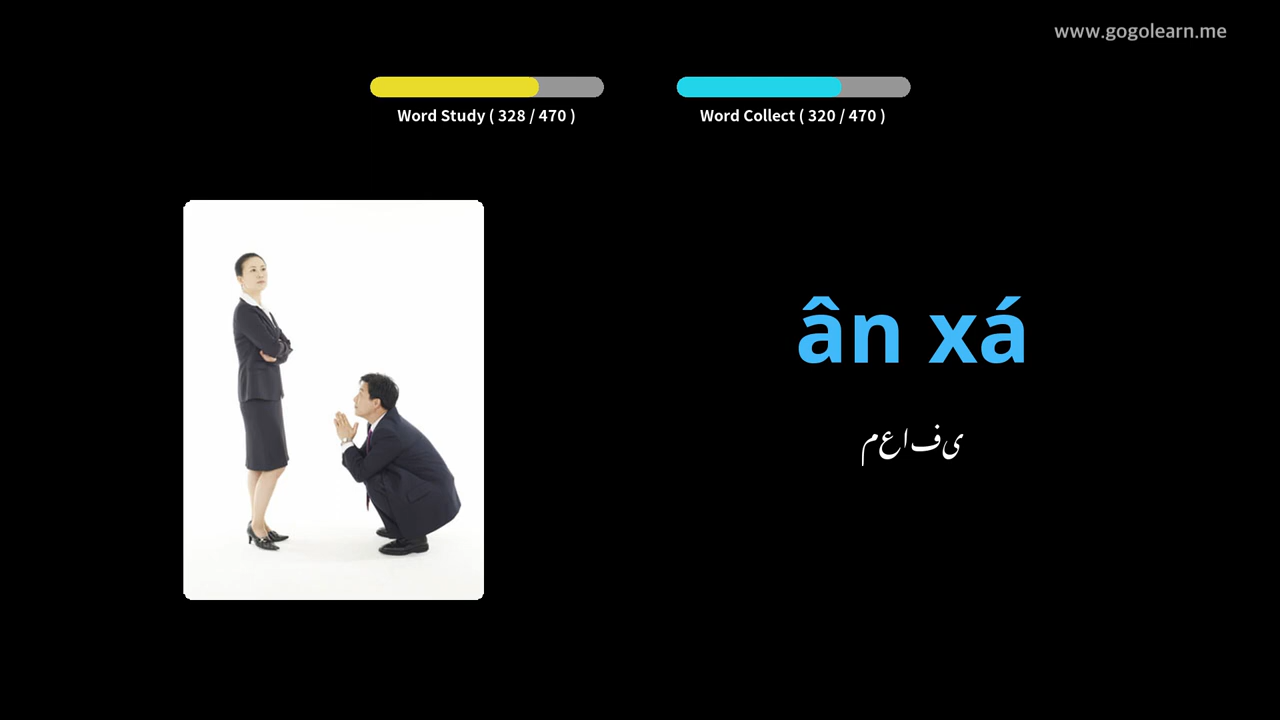 www.gogolearn.me
Word Study ( 328 / 470 )
Word Collect ( 320 / 470 )
ân xá
معافی